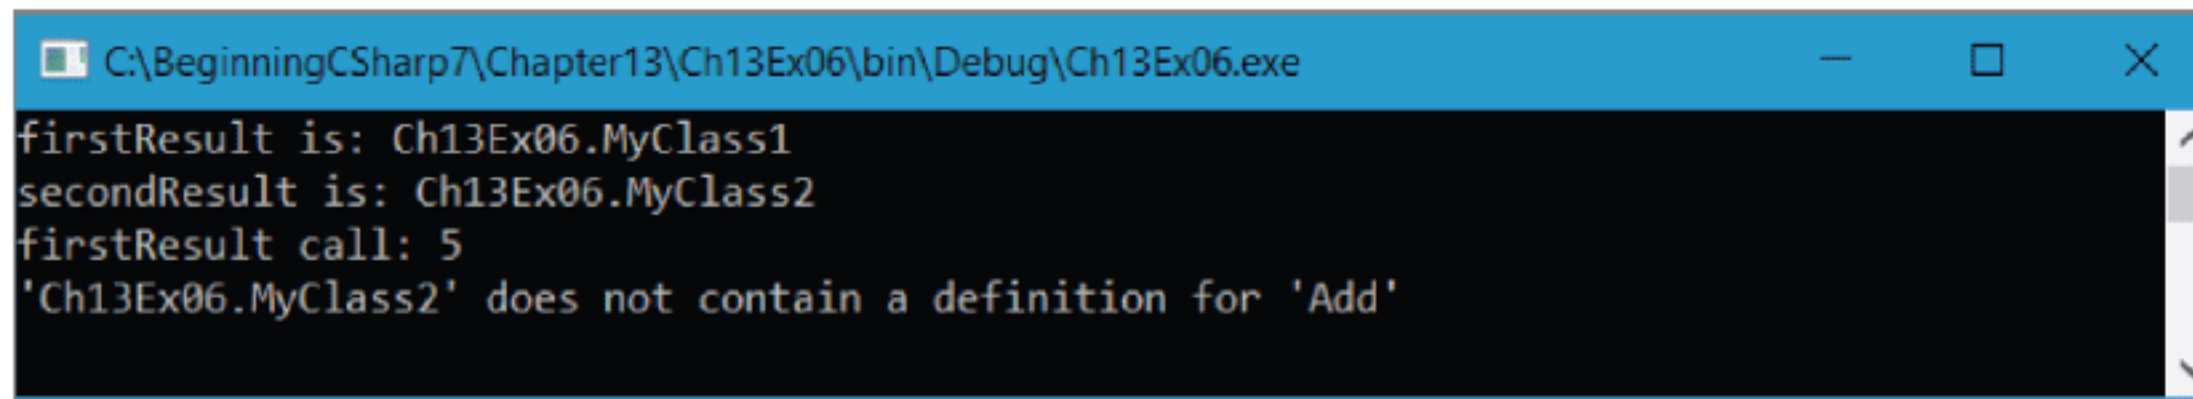 C:\BeginningCSharp7\Chapter13\Ch13Ex06\bin\Debug\Ch13Ex06.exe
firstResult is: Ch13Ex06.MyClass1
secondResult is: Ch13Ex06.MyClass2
firstResult call: 5
'Ch13Ex06.MyClass2' does not contain a definition for 'Add'